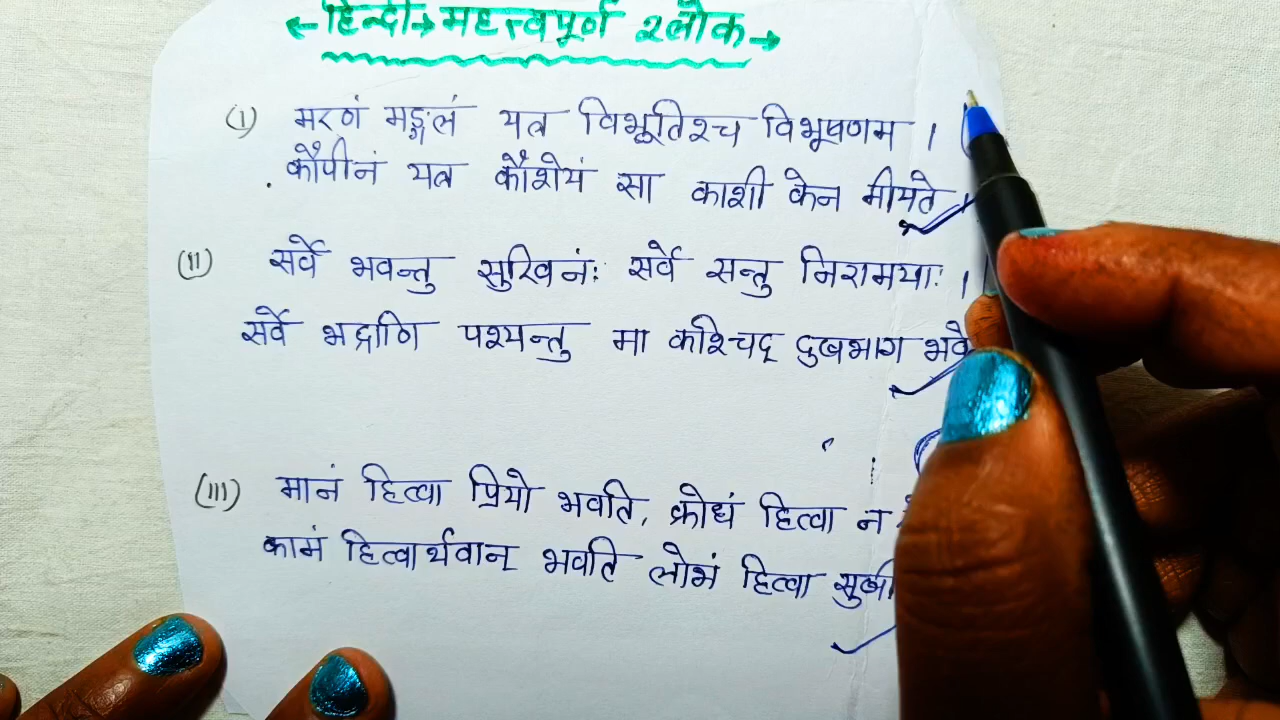 ←हिन्दी→महत्त्वपूर्ण श्लोक→
(I) मरणं मङ्गलं यत्र विभूतिश्च विभूषणम ।
कौपीनं यत्र कौशेयं सा काशी केन मीयते ।
(II) सर्वे भवन्तु सुखिनंः सर्वे सन्तु निरामयाः ।
सर्वे भद्राणि पश्यन्तु मा कश्चिद् दुखभाग भवे
(III) मानं हित्वा प्रियो भवति, क्रोधं हित्वा न
कामं हित्वार्थवान् भवति लोभं हित्वा सुखी